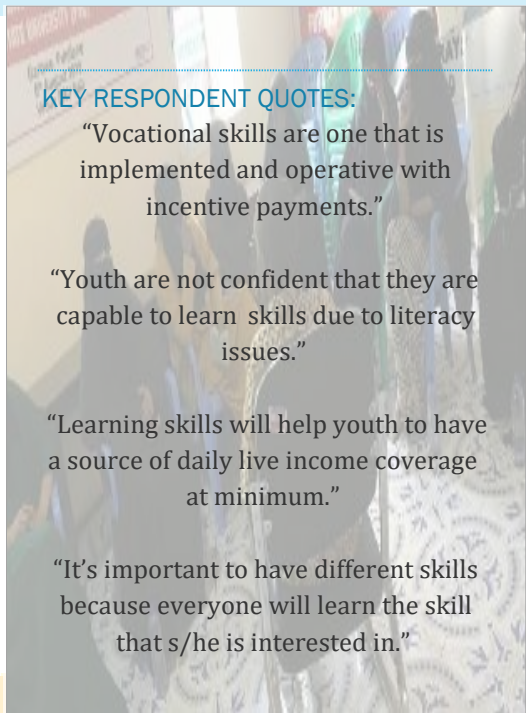 KEY RESPONDENT QUOTES:
“Vocational skills are one that is
implemented and operative with
incentive payments.”
“Youth are not confident that they are
capable to learn skills due to literacy
issues.”
“Learning skills will help youth to have
a source of daily live income coverage
at minimum.”
“It’s important to have different skills
because everyone will learn the skill
that s/he is interested in.”